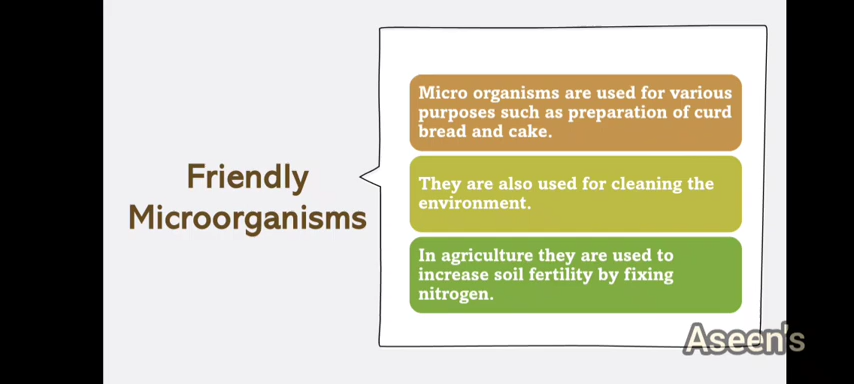 Friendly
Microorganisms
Micro organisms are used for various
purposes such as preparation of curd
bread and cake.
They are also used for cleaning the
environment.
In agriculture they are used to
increase soil fertility by fixing
nitrogen.
Aseen's